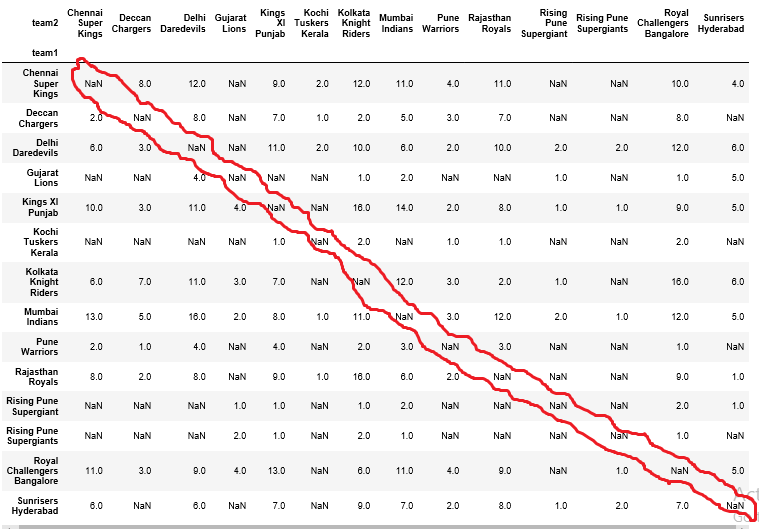 team2 Chennai Super Kings Deccan Chargers Delhi Daredevils Gujarat Lions Kings XI Punjab Kochi Tuskers Kerala Kolkata Knight Riders Mumbai Indians Pune Warriors Rajasthan Royals Rising Pune Supergiant Rising Pune Supergiants Royal Challengers Bangalore Sunrisers Hyderabad
team1
Chennai Super Kings NaN 8.0 12.0 NaN 9.0 2.0 12.0 11.0 4.0 11.0 NaN NaN 10.0 4.0
Deccan Chargers 2.0 NaN 8.0 NaN 7.0 1.0 2.0 5.0 3.0 7.0 NaN NaN 8.0 NaN
Delhi Daredevils 6.0 3.0 NaN NaN 11.0 2.0 10.0 6.0 2.0 10.0 2.0 2.0 12.0 6.0
Gujarat Lions NaN NaN 4.0 NaN NaN NaN 1.0 2.0 NaN NaN 1.0 NaN 1.0 5.0
Kings XI Punjab 10.0 3.0 11.0 4.0 NaN NaN 16.0 14.0 2.0 8.0 1.0 1.0 9.0 5.0
Kochi Tuskers Kerala NaN NaN NaN NaN 1.0 NaN 2.0 NaN 1.0 1.0 NaN NaN 2.0 NaN
Kolkata Knight Riders 6.0 7.0 11.0 3.0 7.0 NaN NaN 12.0 3.0 2.0 1.0 NaN 16.0 6.0
Mumbai Indians 13.0 5.0 16.0 2.0 8.0 1.0 11.0 NaN 3.0 12.0 2.0 1.0 12.0 5.0
Pune Warriors 2.0 1.0 4.0 NaN 4.0 NaN 2.0 3.0 NaN 3.0 NaN NaN 1.0 NaN
Rajasthan Royals 8.0 2.0 8.0 NaN 9.0 1.0 16.0 6.0 2.0 NaN NaN NaN 9.0 1.0
Rising Pune Supergiant NaN NaN NaN 1.0 1.0 NaN 1.0 2.0 NaN NaN NaN NaN 2.0 1.0
Rising Pune Supergiants NaN NaN NaN 2.0 1.0 NaN 2.0 1.0 NaN NaN NaN NaN 1.0 NaN
Royal Challengers Bangalore 11.0 3.0 9.0 4.0 13.0 NaN 6.0 11.0 4.0 9.0 NaN 1.0 NaN 5.0
Sunrisers Hyderabad 6.0 NaN 6.0 NaN 7.0 NaN 9.0 7.0 2.0 8.0 1.0 2.0 7.0 NaN